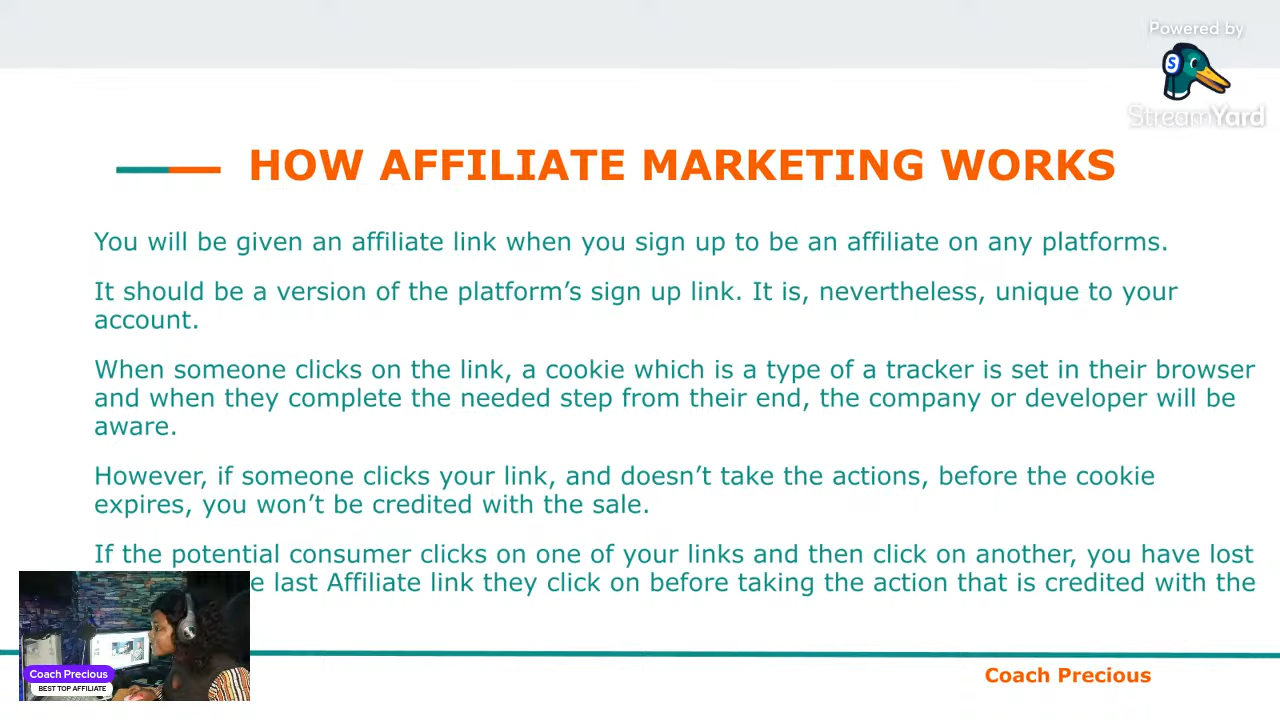 Powered by
StreamYard
HOW AFFILIATE MARKETING WORKS
You will be given an affiliate link when you sign up to be an affiliate on any platforms.
It should be a version of the platform’s sign up link. It is, nevertheless, unique to your
account.
When someone clicks on the link, a cookie which is a type of a tracker is set in their browser
and when they complete the needed step from their end, the company or developer will be
aware.
However, if someone clicks your link, and doesn’t take the actions, before the cookie
expires, you won’t be credited with the sale.
If the potential consumer clicks on one of your links and then click on another, you have lost
last Affiliate link they click on before taking the action that is credited with the
Coach Precious
BEST TOP AFFILIATE
Coach Precious